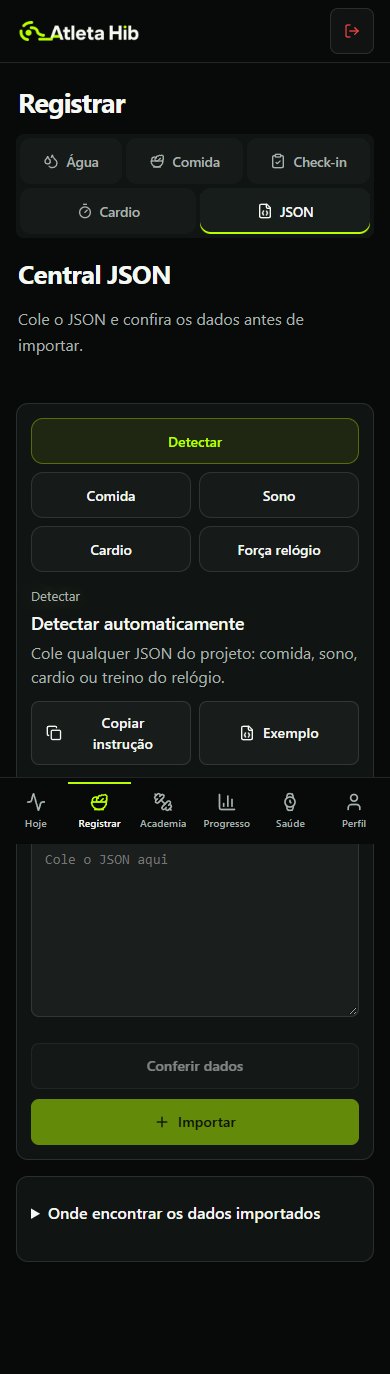 Atleta Hib
Registrar
Água
Comida
Check-in
Cardio
JSON
Central JSON
Cole o JSON e confira os dados antes de
importar.
Detectar
Comida
Sono
Cardio
Força relógio
Detectar
Detectar automaticamente
Cole qualquer JSON do projeto: comida, sono,
cardio ou treino do relógio.
Copiar
instrução
Exemplo
Hoje
Registrar
Academia
Progresso
Saúde
Perfil
Cole o JSON aqui
Conferir dados
Importar
Onde encontrar os dados importados